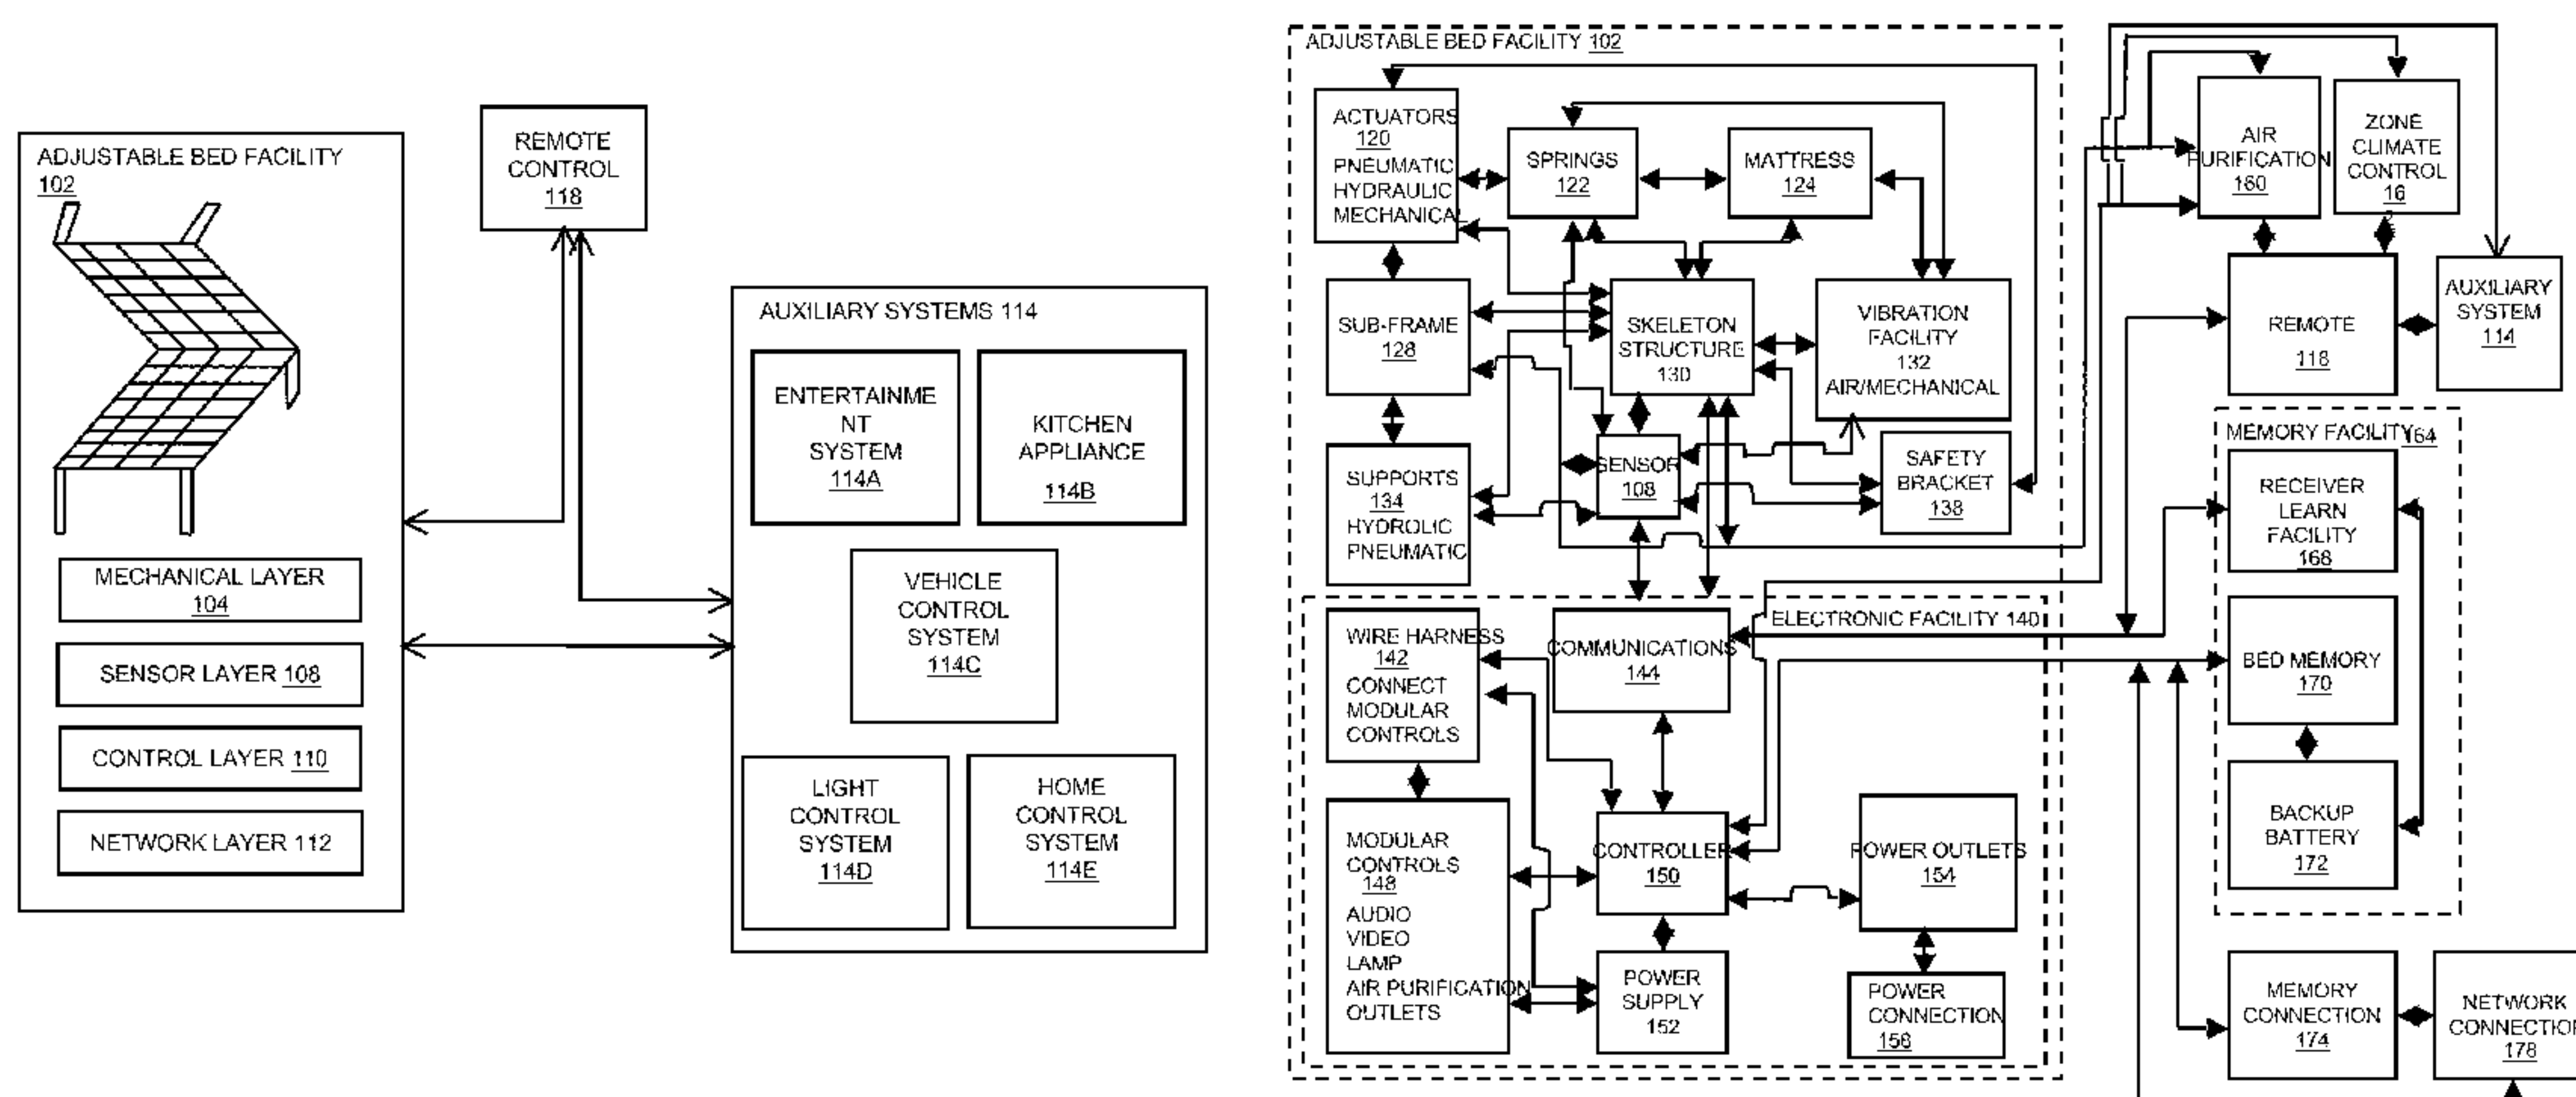 ADJUSTABLE BED FACILITY
102
MECHANICAL LAYER
104
SENSOR LAYER 108
CONTROL LAYER 110
NETWORK LAYER 112
REMOTE
CONTROL
118
AUXILIARY SYSTEMS 114
ENTERTAINME
NT
SYSTEM
114A
KITCHEN
APPLIANCE
114B
VEHICLE
CONTROL
SYSTEM
114C
LIGHT
CONTROL
SYSTEM
114D
HOME
CONTROL
SYSTEM
114E
ADJUSTABLE BED FACILITY 102
ACTUATORS
120
PNEUMATIC
HYDRAULIC
MECHANICAL
SPRINGS
122
MATTRESS
124
SUB-FRAME
128
SKELETON
STRUCTURE
130
VIBRATION
FACILITY
132
AIR/MECHANICAL
SUPPORTS
134
HYDROLIC
PNEUMATIC
SENSOR
108
SAFETY
BRACKET
138
ELECTRONIC FACILITY 140
WIRE HARNESS
142
CONNECT
MODULAR
CONTROLS
COMMUNICATIONS
144
MODULAR
CONTROLS
148
AUDIO
VIDEO
LAMP
AIR PURIFICATION
OUTLETS
CONTROLLER
150
POWER OUTLETS
154
POWER
SUPPLY
152
POWER
CONNECTION
158
AIR
PURIFICATION
160
ZONE
CLIMATE
CONTROL
16
REMOTE
118
AUXILIARY
SYSTEM
114
MEMORY FACILITY 164
RECEIVER
LEARN
FACILITY
168
BED MEMORY
170
BACKUP
BATTERY
172
MEMORY
CONNECTION
174
NETWORK
CONNECTION
178